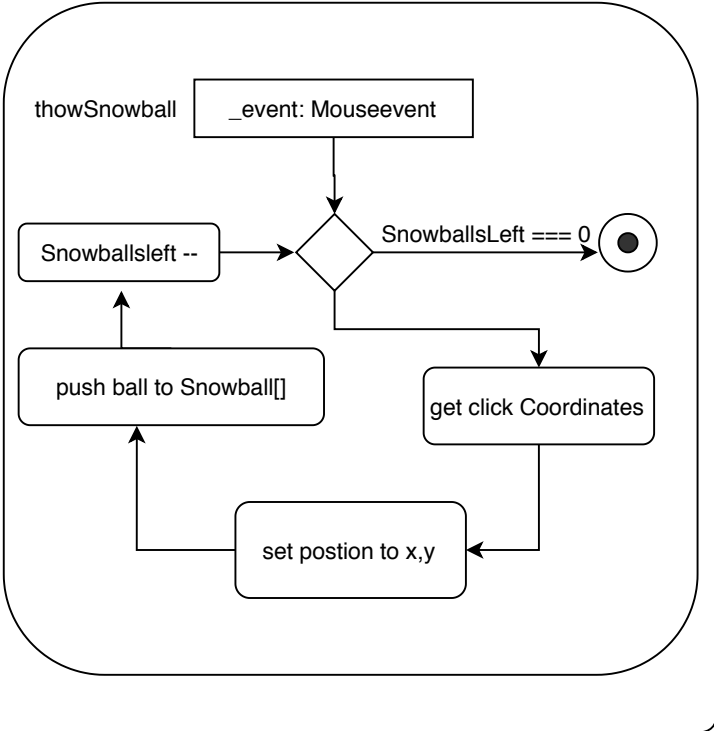 thowSnowball
_event: Mouseevent
SnowballsLeft === 0
Snowballsleft --
push ball to Snowball[]
get click Coordinates
set postion to x,y